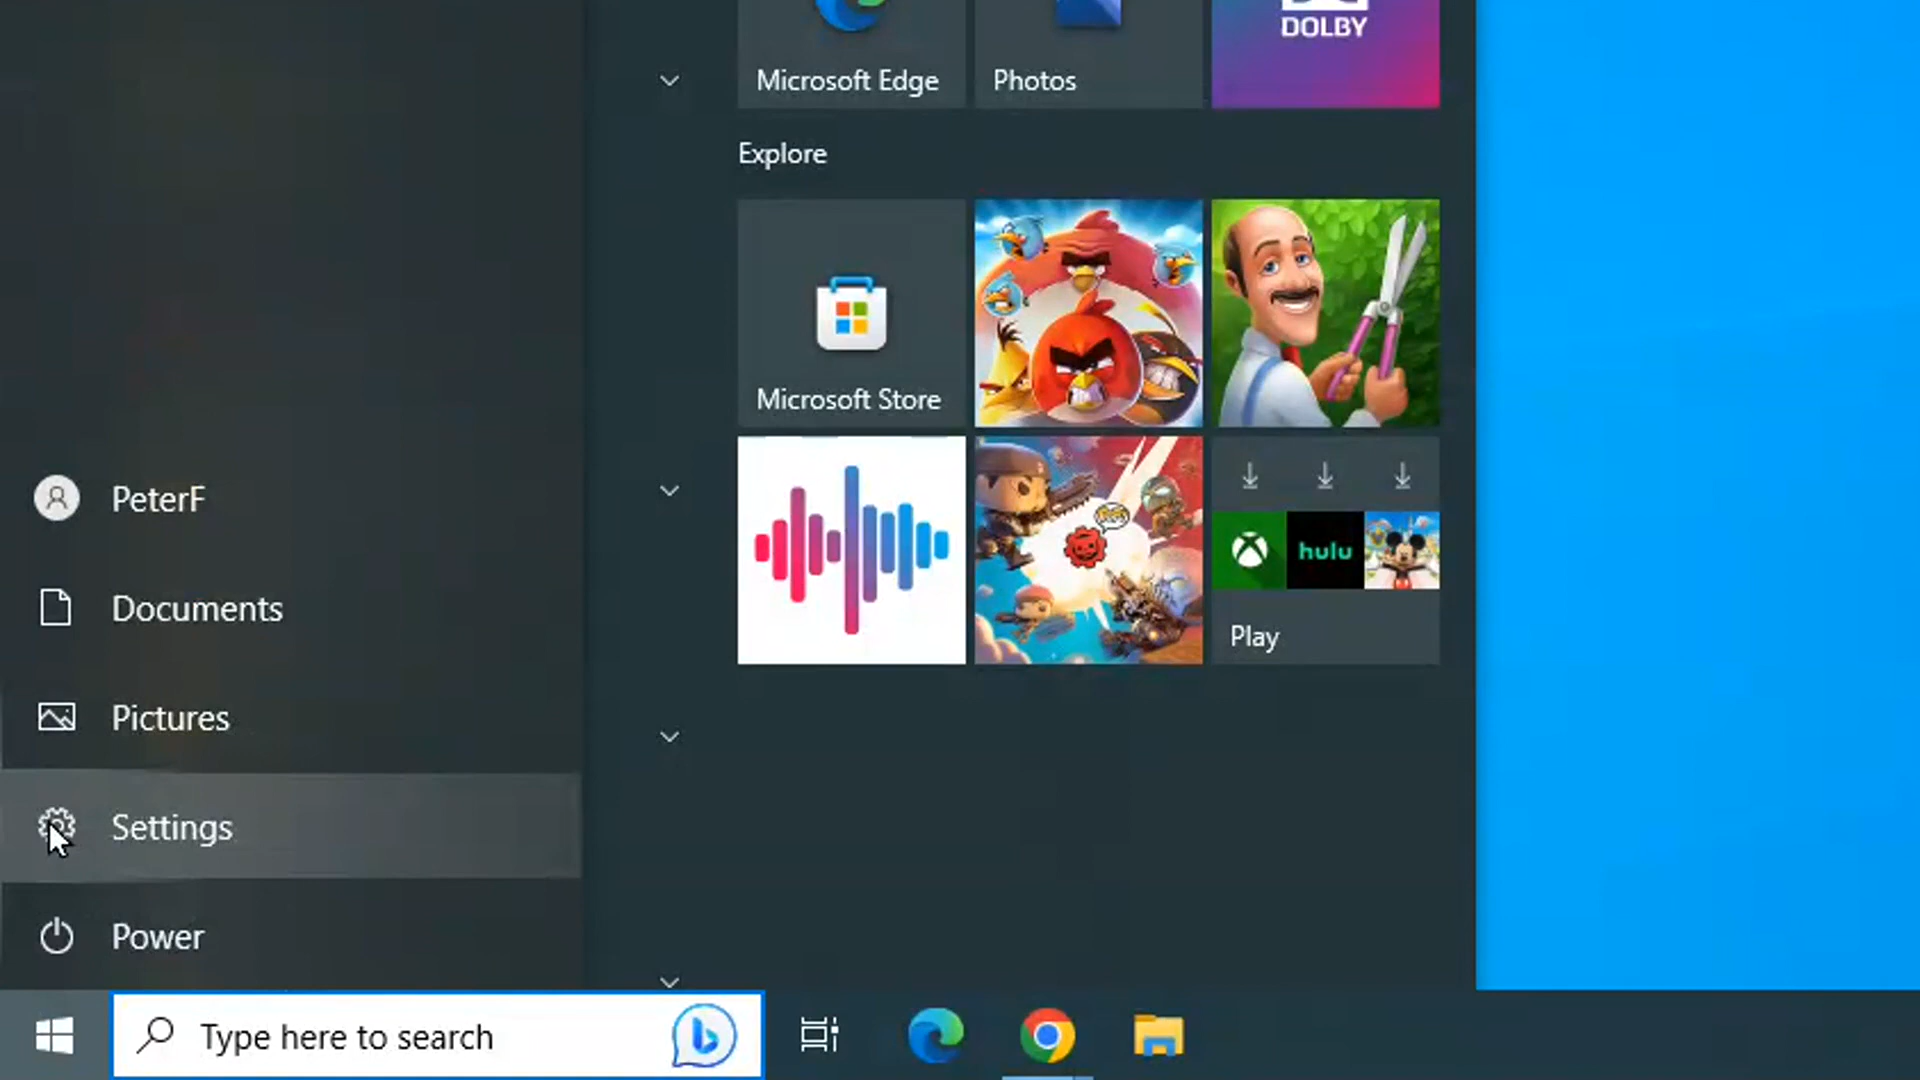 DOLBY
Microsoft Edge
Photos
Explore
Microsoft Store
hulu
Play
PeterF
Documents
Pictures
Settings
Power
Type here to search